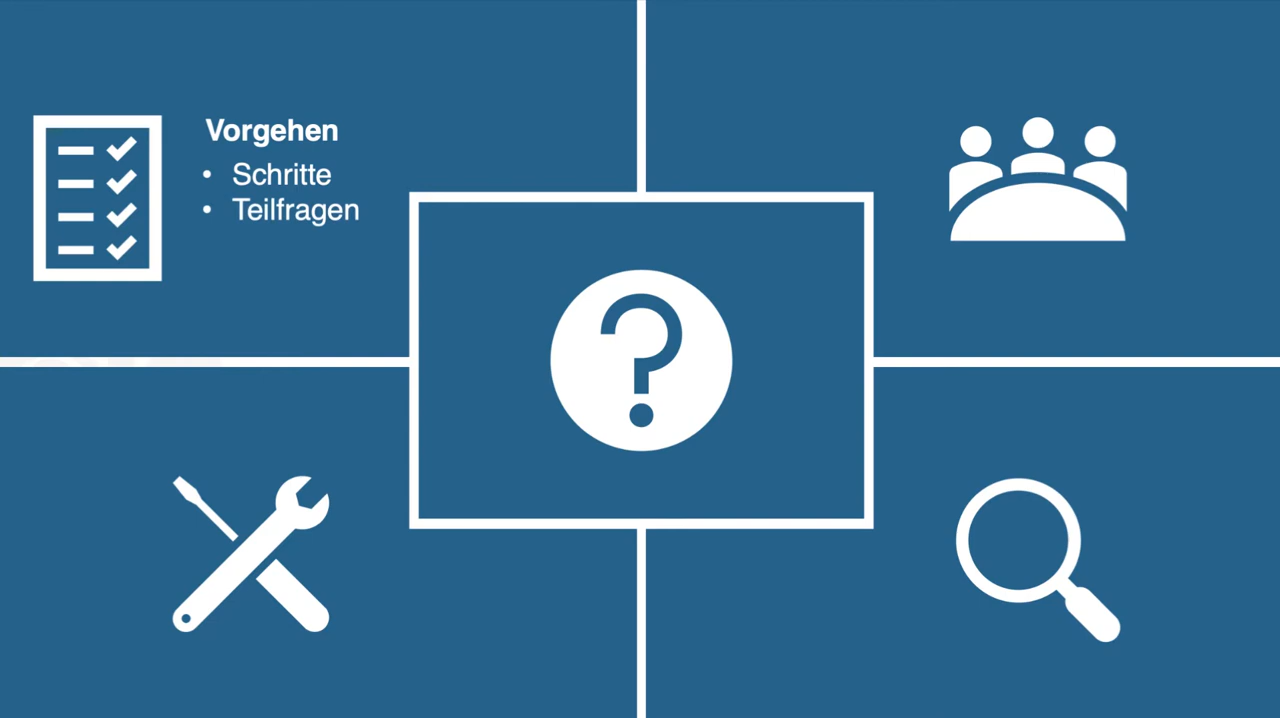 Vorgehen
• Schritte
• Teilfragen
?